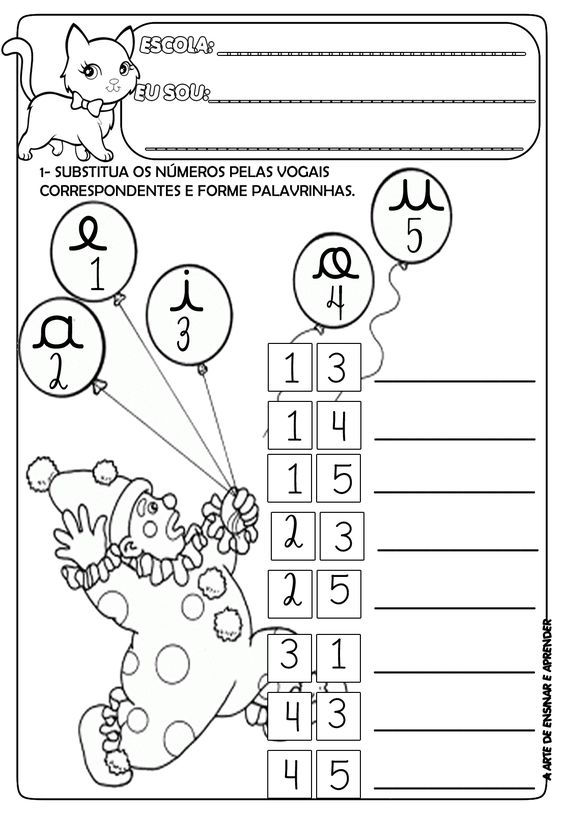 ESCOLA:
EU SOU:
1- SUBSTITUA OS NÚMEROS PELAS VOGAIS
CORRESPONDENTES E FORME PALAVRINHAS.
u
5
e
1
o
4
i
3
a
2
1 3
1 4
1 5
2 3
2 5
3 1
4 3
4 5
A ARTE DE ENSINAR E APRENDER